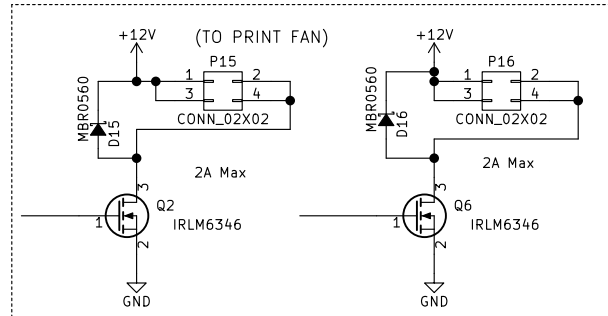 +12V
(TO PRINT FAN)
P15
1
2
3
4
CONN_02X02
MBR0560
D15
2A Max
3
Q2
1
IRLM6346
2
GND
+12V
P16
1
2
3
4
CONN_02X02
MBR0560
D16
2A Max
3
Q6
1
IRLM6346
2
GND